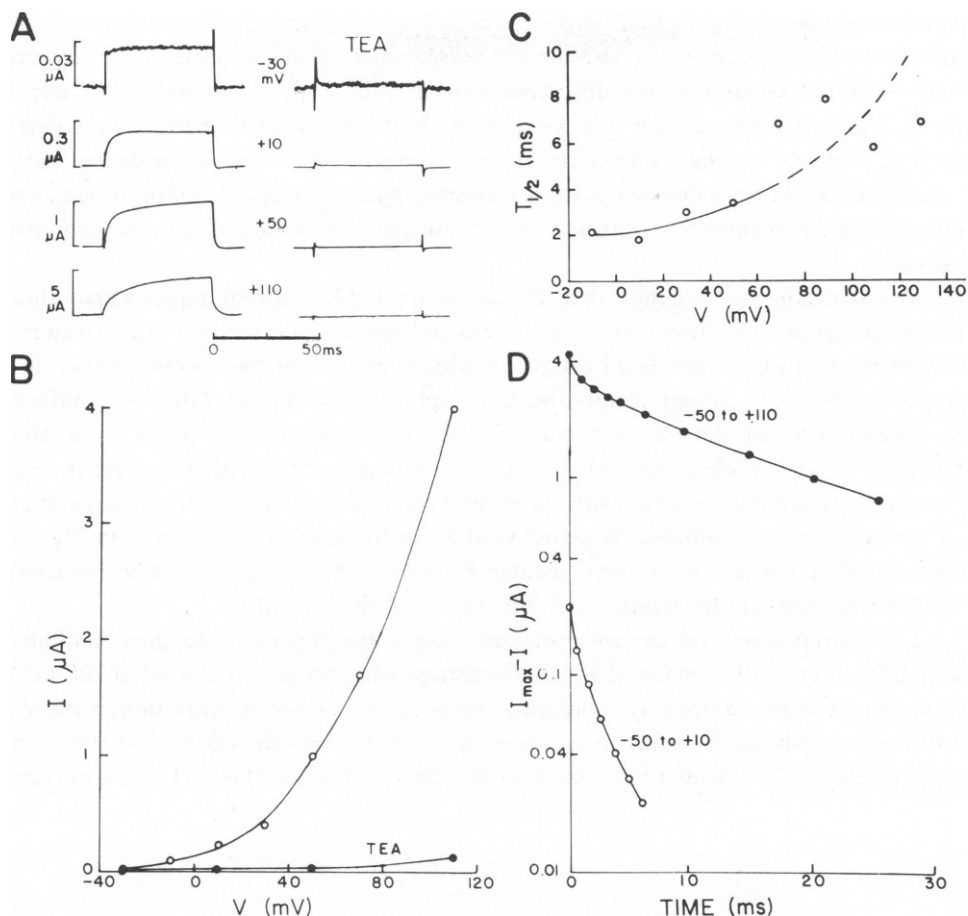 A
TEA
0.03
μA
-30
mV
0.3
μA
+10
1
μA
+50
5
μA
+110
0 50ms
B
4
3
2
1
0
I (μA)
TEA
-40 0 40 80 120
V (mV)
C
10
8
6
4
2
0
T1/2 (ms)
-20 0 20 40 60 80 100 120 140
V (mV)
D
4
1
0.4
0.1
0.04
0.01
Imax-I (μA)
-50 to +110
-50 to +10
0 10 20 30
TIME (ms)